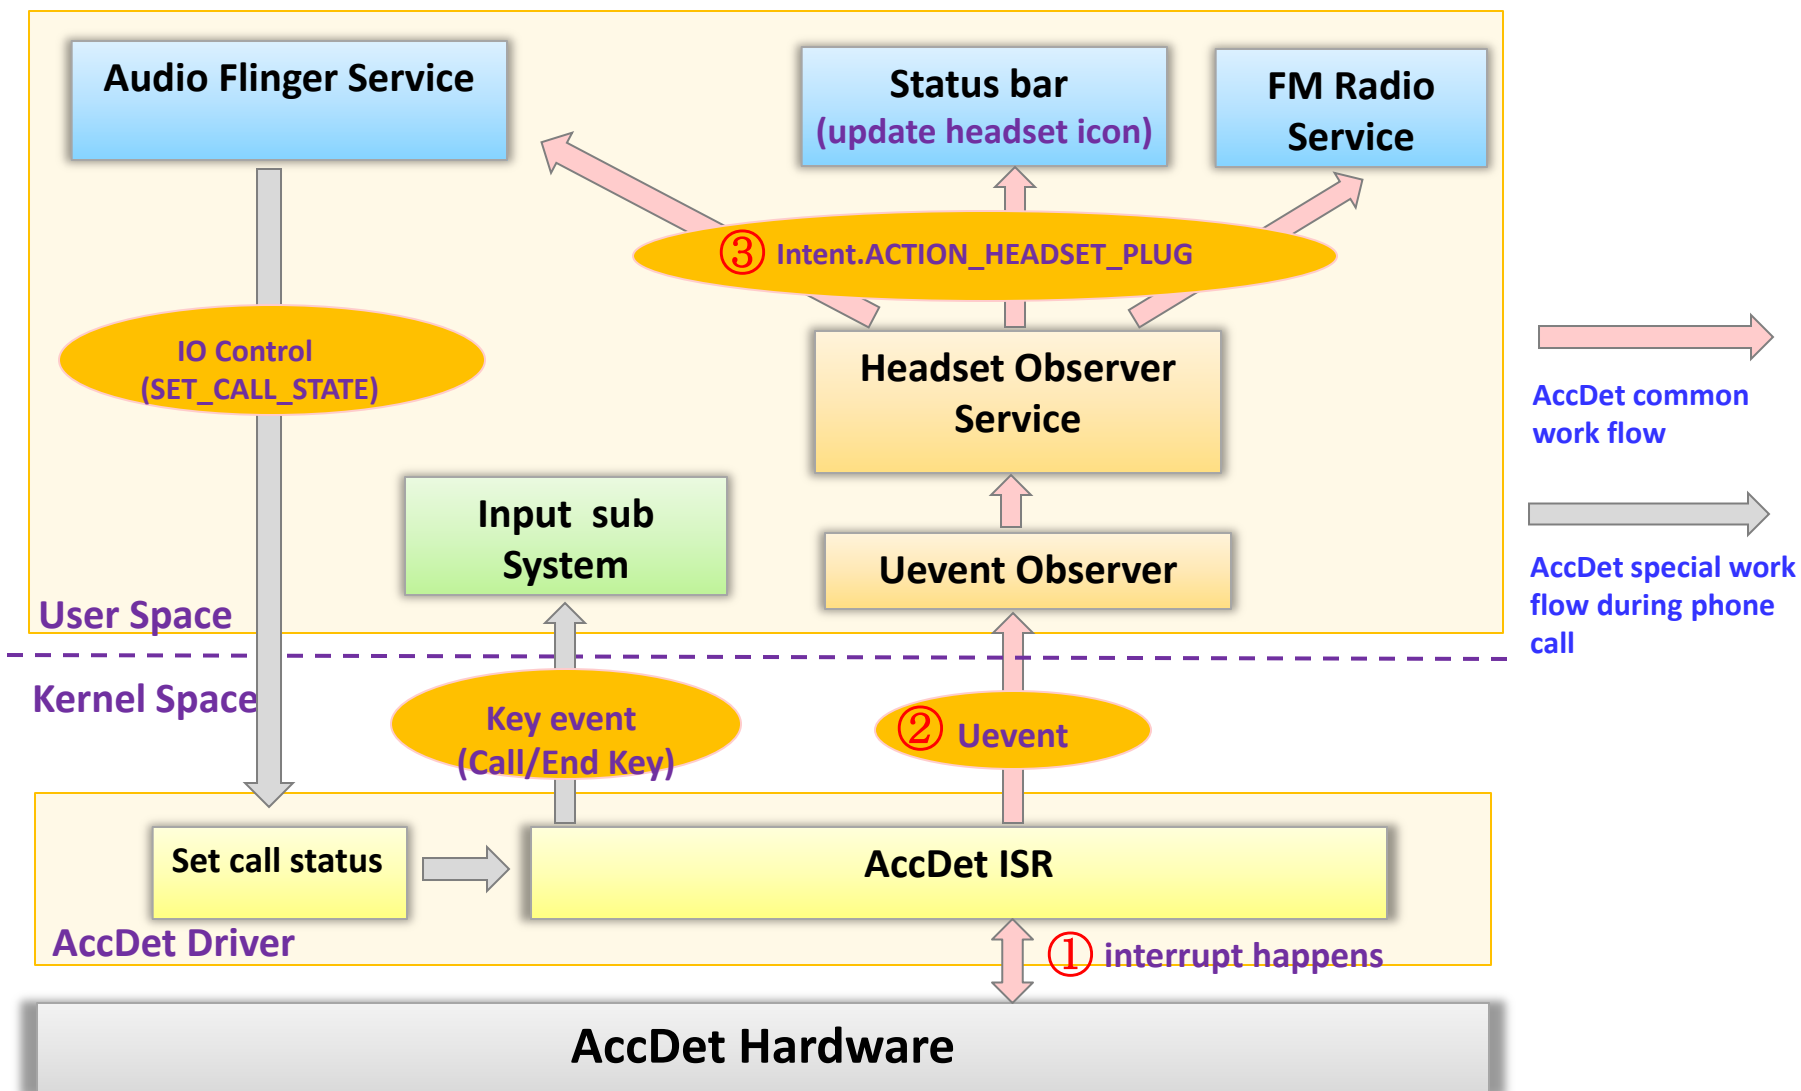 Audio Flinger Service
Status bar
(update headset icon)
FM Radio
Service
③ Intent.ACTION_HEADSET_PLUG
IO Control
(SET_CALL_STATE)
Headset Observer
Service
AccDet common
work flow
Input sub
System
Uevent Observer
AccDet special work
flow during phone
call
User Space
Kernel Space
Key event
(Call/End Key)
② Uevent
Set call status
AccDet ISR
AccDet Driver
① interrupt happens
AccDet Hardware